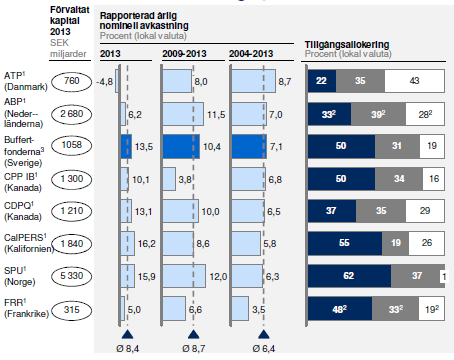 Förvaltat
kapital
2013
SEK
miljarder
Rapporterad årlig
nominell avkastning
Procent (lokal valuta)
2013 2009-2013 2004-2013
Tillgångsallokering
Procent (lokal valuta)
ATP¹
(Danmark) 760 -4,8 8,0 8,7 22 35 43
ABP¹
(Neder--
länderna) 2 680 6,2 11,5 7,0 33² 39² 28²
Buffert-
fonderna³
(Sverige) 1058 13,5 10,4 7,1 50 31 19
CPP IB¹
(Kanada) 1 300 10,1 3,8 6,8 50 34 16
CDPQ¹
(Kanada) 1 210 13,1 10,0 6,5 37 35 29
CalPERS¹
(Kalifornien) 1 840 16,2 8,6 5,8 55 19 26
SPU¹
(Norge) 5 330 15,9 12,0 6,3 62 37 1
FRR¹
(Frankrike) 315 5,0 6,6 3,5 48² 33² 19²
Ø 8,4 Ø 8,7 Ø 6,4